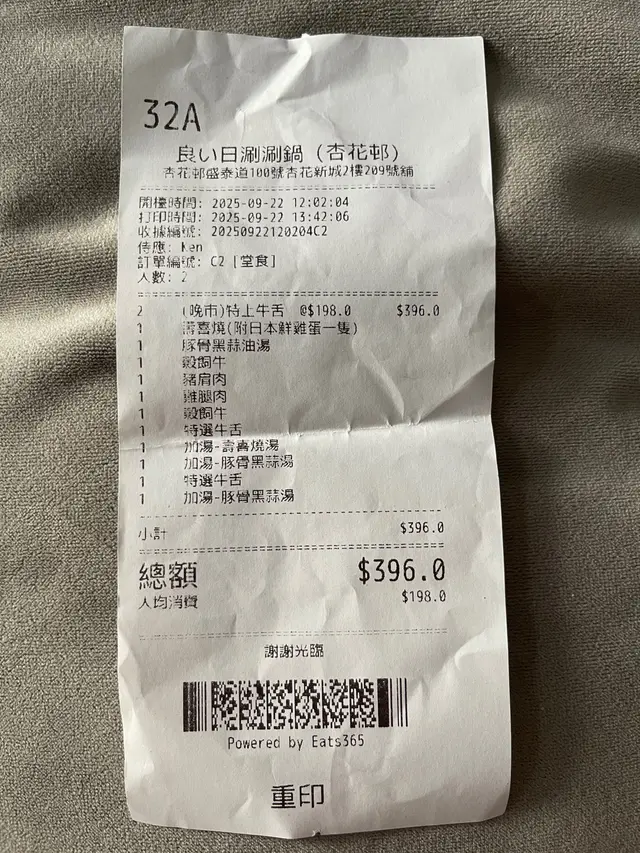 32A
良い日涮涮鍋 (杏花邨)
杏花邨盛泰道100號杏花新城2樓209號舖
開檯時間: 2025-09-22 12:02:04
打印時間: 2025-09-22 13:42:06
收據編號: 20250922120204C2
侍應: Ken
訂單編號: C2 [堂食]
人數: 2
2 (晚市)特上牛舌 @$198.0 $396.0
1 壽喜燒(附日本鮮雞蛋一隻)
1 豚骨黑蒜油湯
1 穀飼牛
1 豬肩肉
1 雞腿肉
1 穀飼牛
1 特選牛舌
1 加湯-壽喜燒湯
1 加湯-豚骨黑蒜湯
1 特選牛舌
1 加湯-豚骨黑蒜湯
小計 $396.0
總額 $396.0
人均消費 $198.0
謝謝光臨
Powered by Eats365
重印